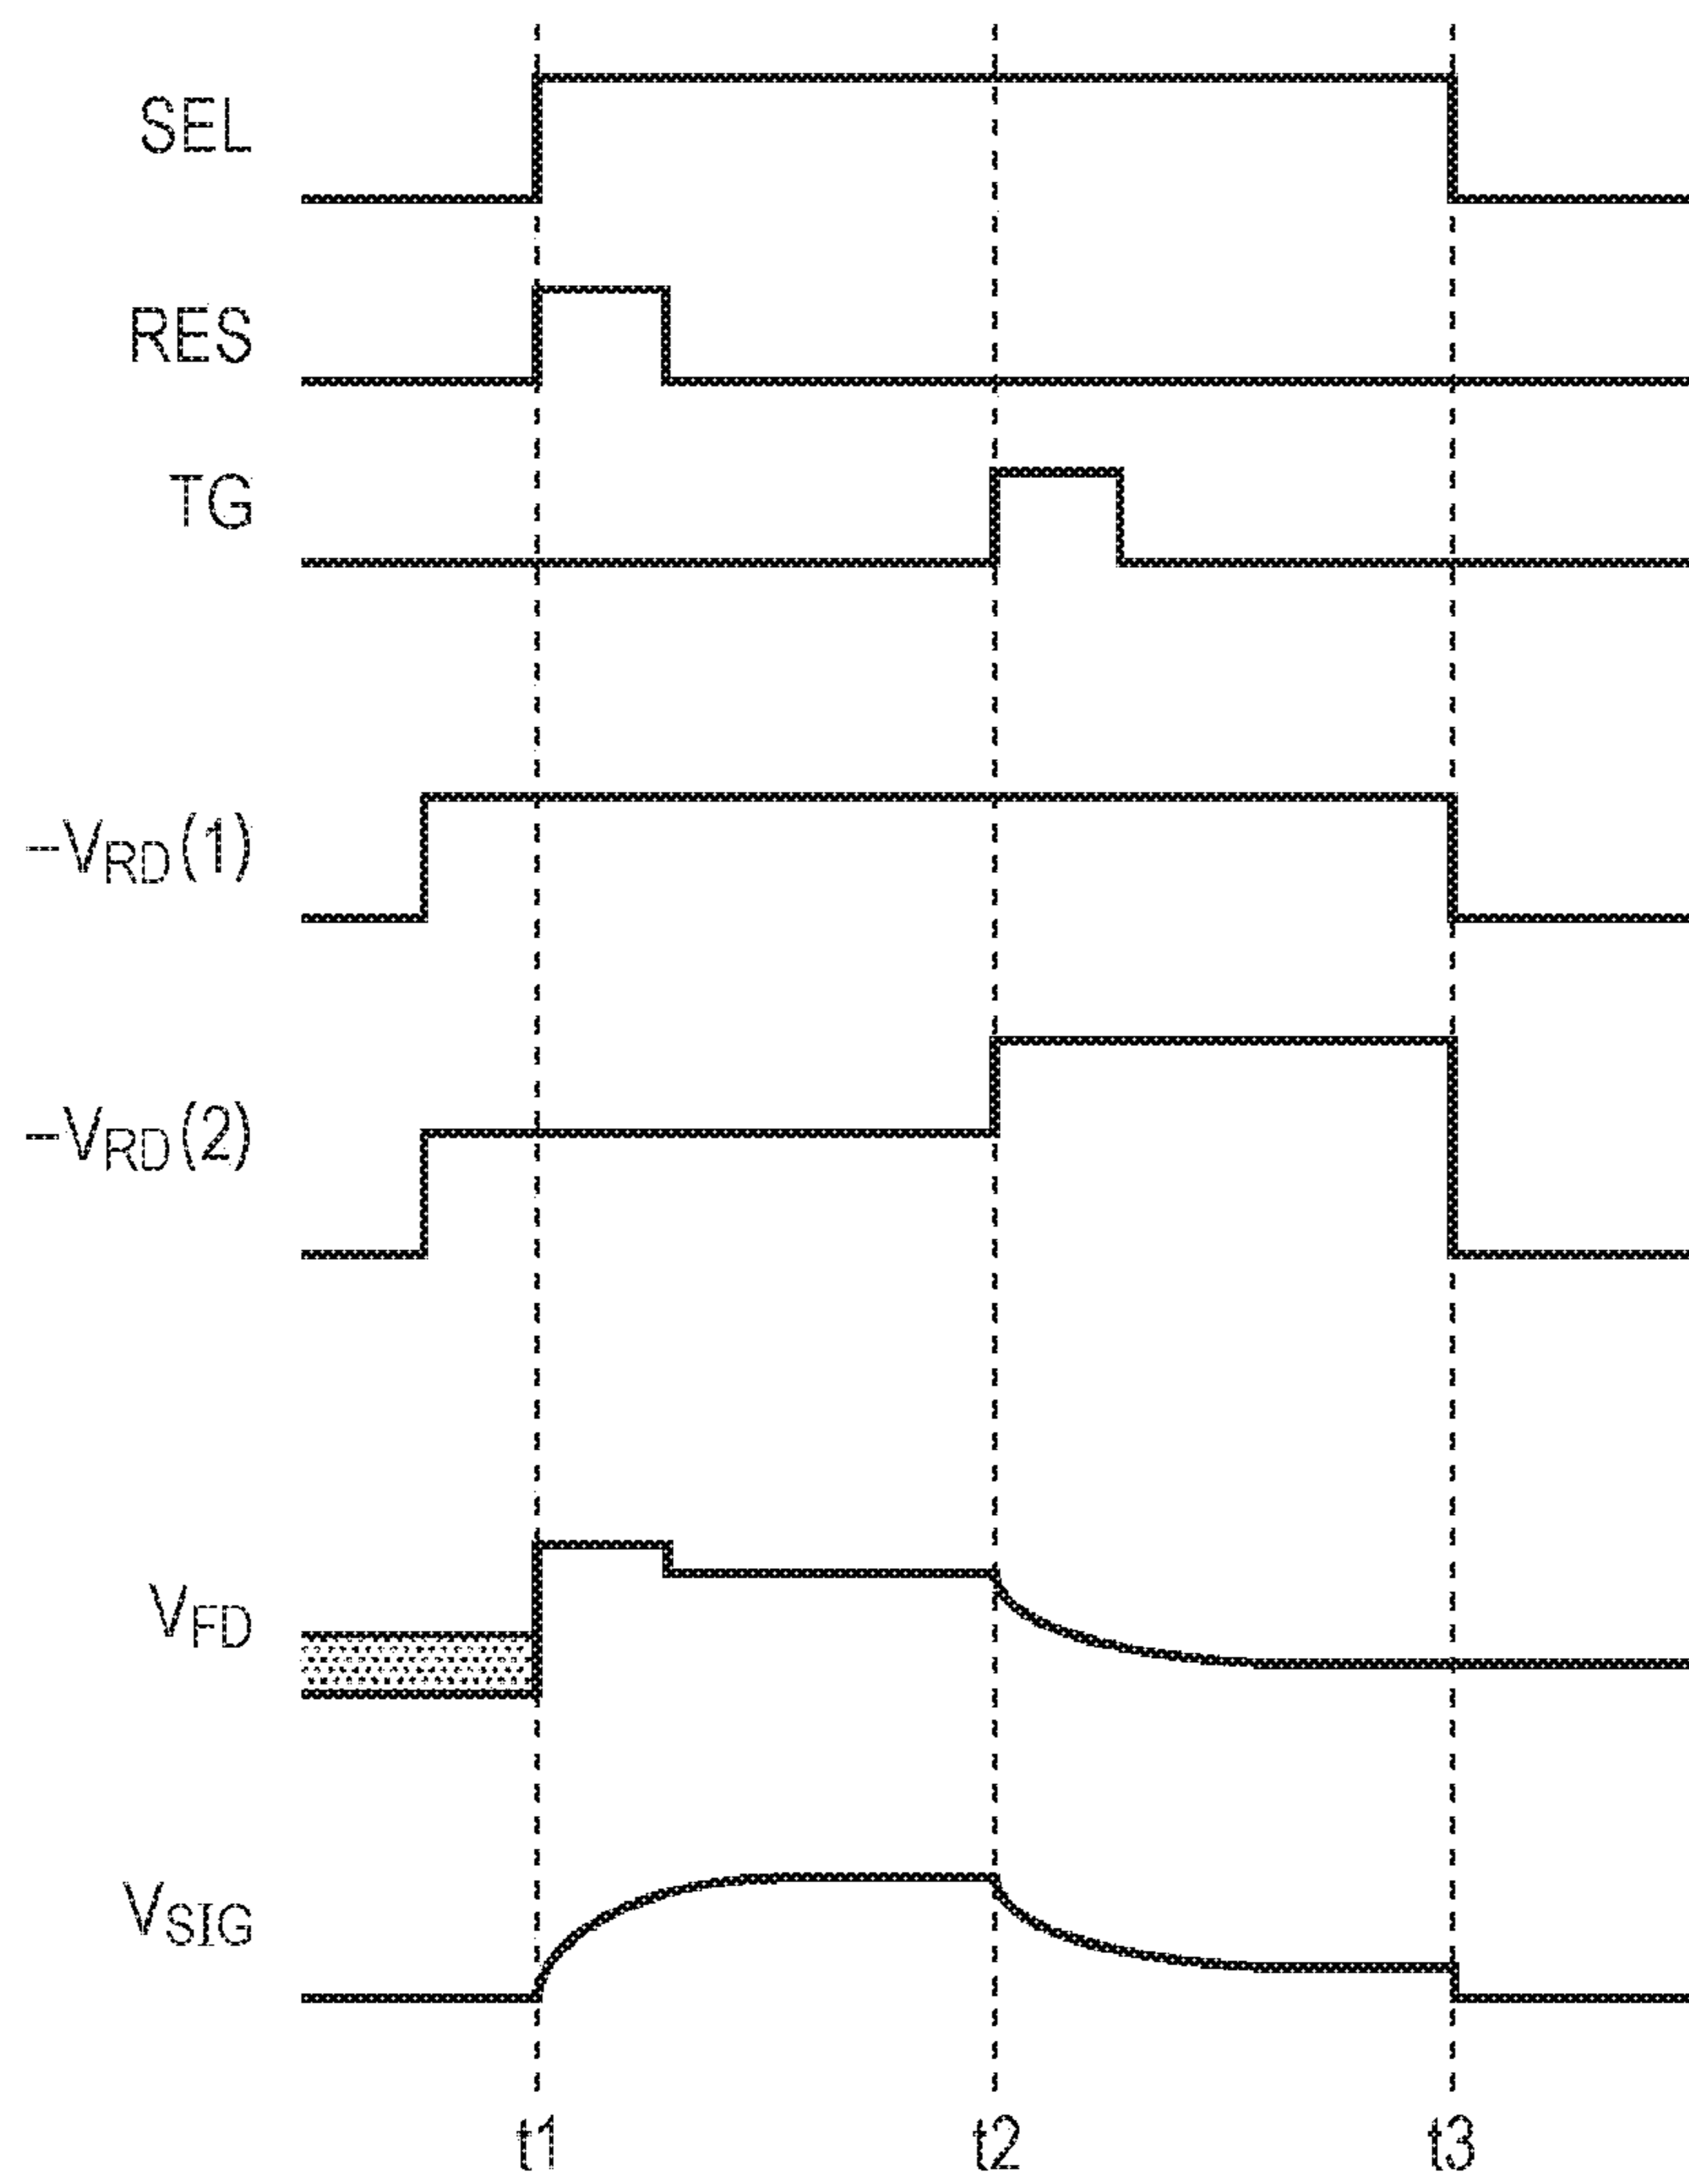 SEL
RES
TG
–VRD(1)
–VRD(2)
VFD
VSIG
t1 t2 t3